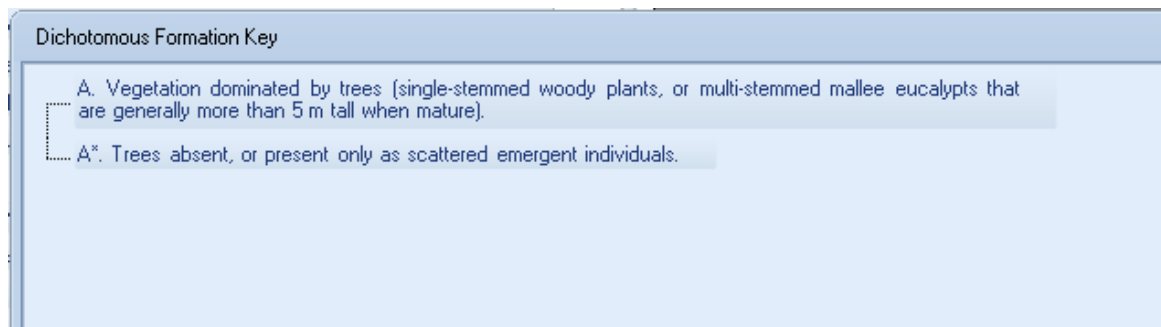 Dichotomous Formation Key
A. Vegetation dominated by trees (single-stemmed woody plants, or multi-stemmed mallee eucalypts that
are generally more than 5 m tall when mature).
A*. Trees absent, or present only as scattered emergent individuals.